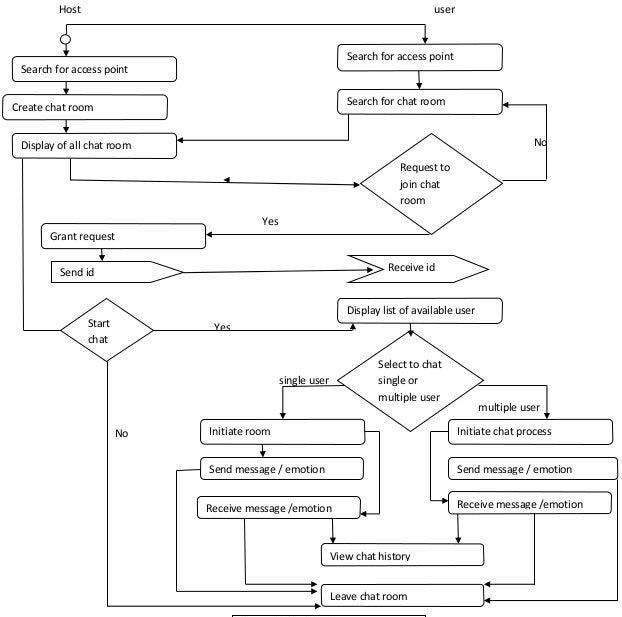 Host
user
Search for access point
Search for access point
Create chat room
Search for chat room
Display of all chat room
No
Request to
join chat
room
Yes
Grant request
Send id
Receive id
Display list of available user
Start
chat
Yes
Select to chat
single or
multiple user
single user
multiple user
No
Initiate room
Initiate chat process
Send message / emotion
Send message / emotion
Receive message /emotion
Receive message /emotion
View chat history
Leave chat room